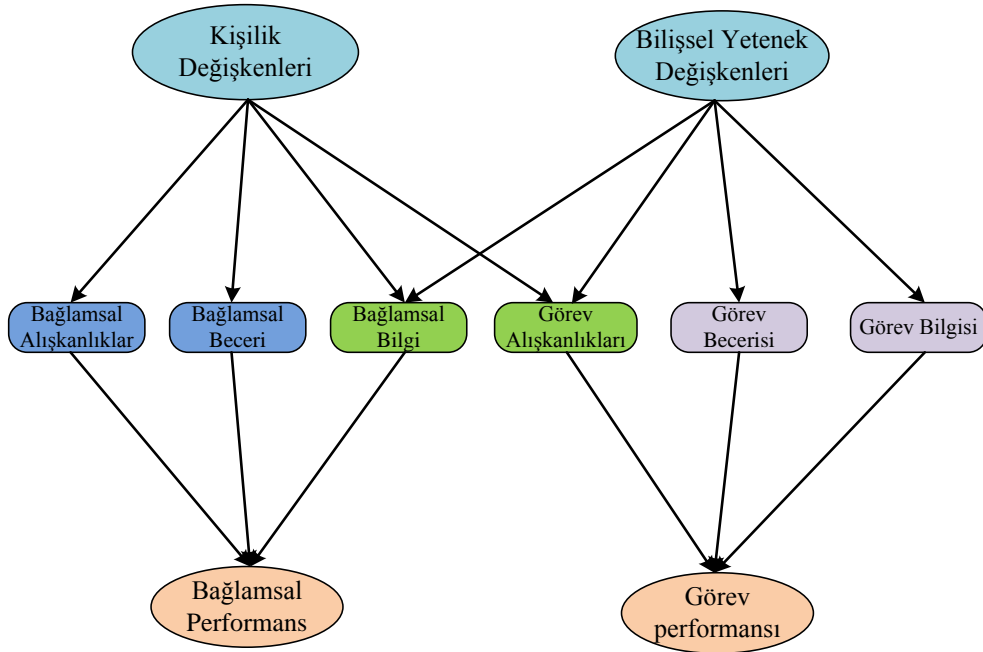 Kişilik
Değişkenleri
Bilişsel Yetenek
Değişkenleri
Bağlamsal
Alışkanlıklar
Bağlamsal
Beceri
Bağlamsal
Bilgi
Görev
Alışkanlıkları
Görev
Becerisi
Görev Bilgisi
Bağlamsal
Performans
Görev
performansı